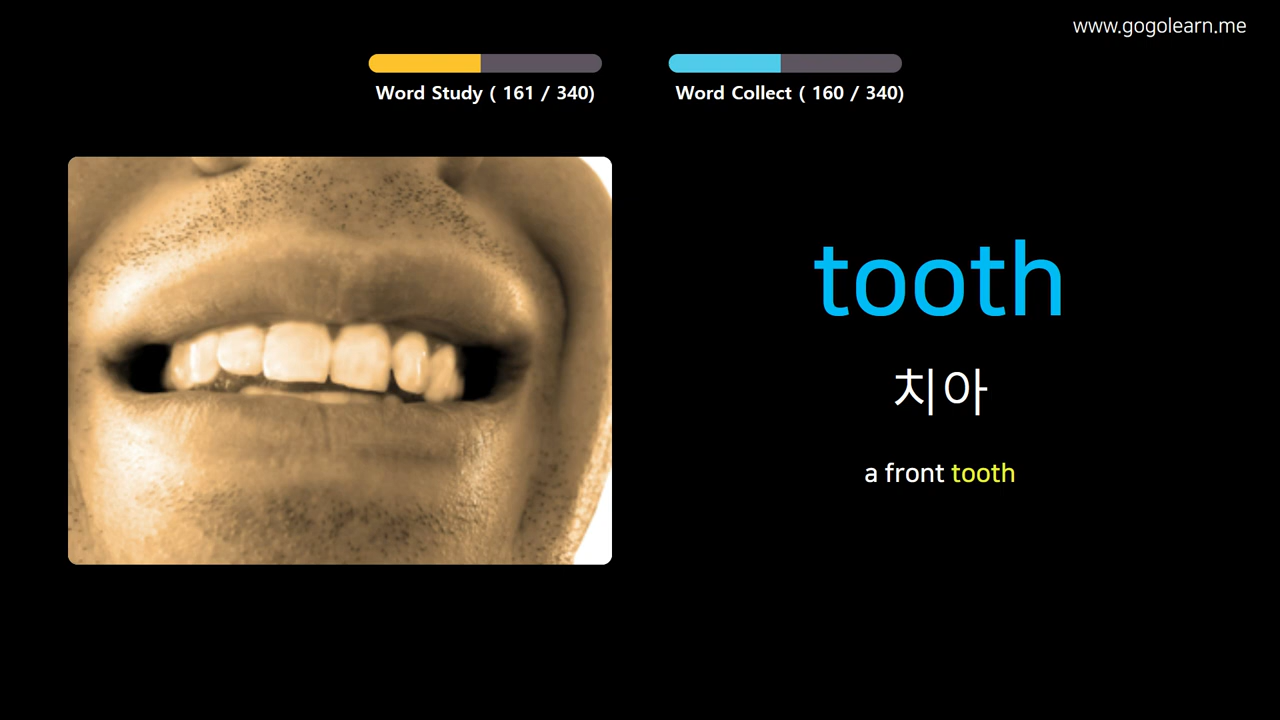 www.gogolearn.me
Word Study ( 161 / 340)
Word Collect ( 160 / 340)
tooth
치아
a front tooth